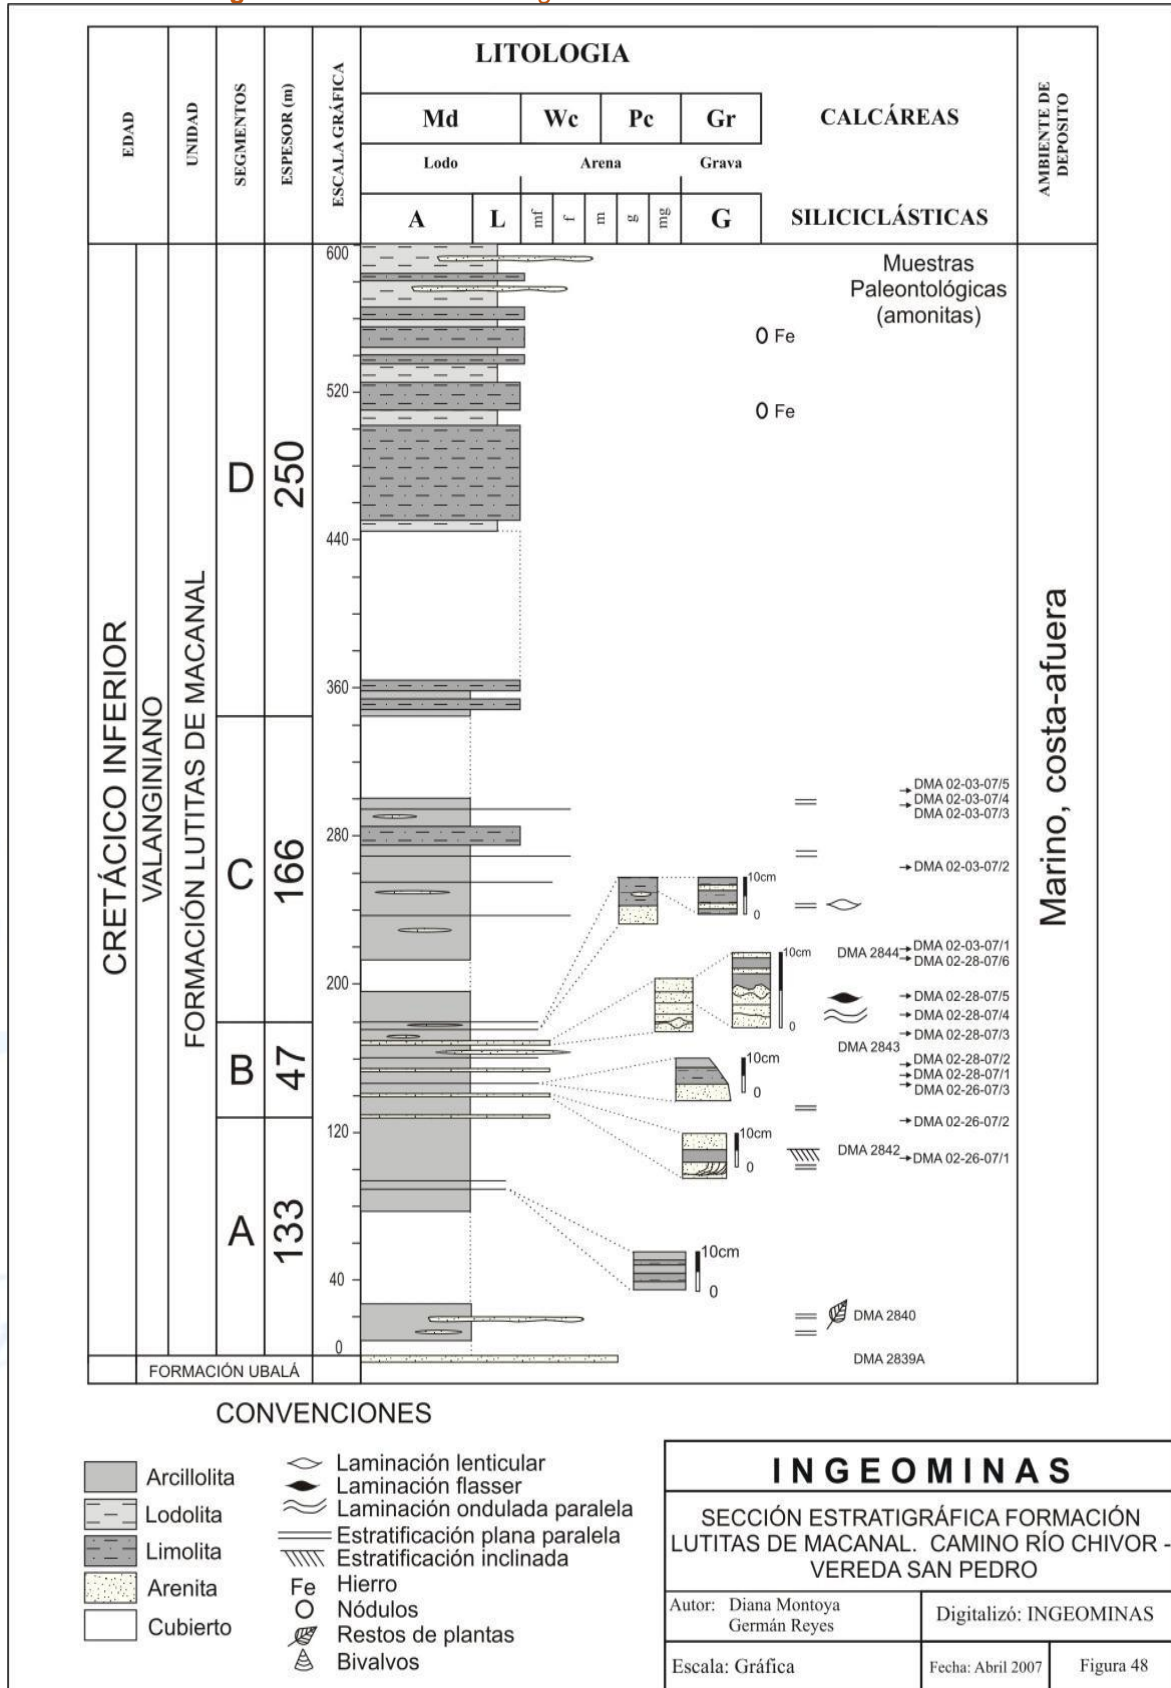 LITOLOGIA
EDAD
UNIDAD
SEGMENTOS
ESPESOR (m)
ESCALA GRÁFICA
Md
Wc
Pc
Gr
CALCÁREAS
AMBIENTE DE
DEPOSITO
Lodo
Arena
Grava
A
L
mf
f
m
g
mg
G
SILICICLÁSTICAS
600
520
440
360
280
200
120
40
0
Muestras
Paleontológicas
(amonitas)
Fe
Fe
CRETÁCICO INFERIOR
VALANGINIANO
FORMACIÓN LUTITAS DE MACANAL
D
250
C
166
B
47
A
133
Marino, costa-afuera
DMA 02-03-07/5
DMA 02-03-07/4
DMA 02-03-07/3
DMA 02-03-07/2
10cm
0
DMA 2844
DMA 02-03-07/1
DMA 02-28-07/6
10cm
0
DMA 02-28-07/5
DMA 02-28-07/4
DMA 02-28-07/3
DMA 2843
DMA 02-28-07/2
DMA 02-28-07/1
DMA 02-26-07/3
10cm
0
DMA 02-26-07/2
10cm
0
DMA 2842
DMA 02-26-07/1
10cm
0
DMA 2840
DMA 2839A
FORMACIÓN UBALÁ
CONVENCIONES
Arcillolita
Lodolita
Limolita
Arenita
Cubierto
Laminación lenticular
Laminación flasser
Laminación ondulada paralela
Estratificación plana paralela
Estratificación inclinada
Fe Hierro
Nódulos
Restos de plantas
Bivalvos
INGEOMINAS
SECCIÓN ESTRATIGRÁFICA FORMACIÓN
LUTITAS DE MACANAL. CAMINO RÍO CHIVOR -
VEREDA SAN PEDRO
Autor: Diana Montoya
Germán Reyes
Digitalizó: INGEOMINAS
Escala: Gráfica
Fecha: Abril 2007
Figura 48